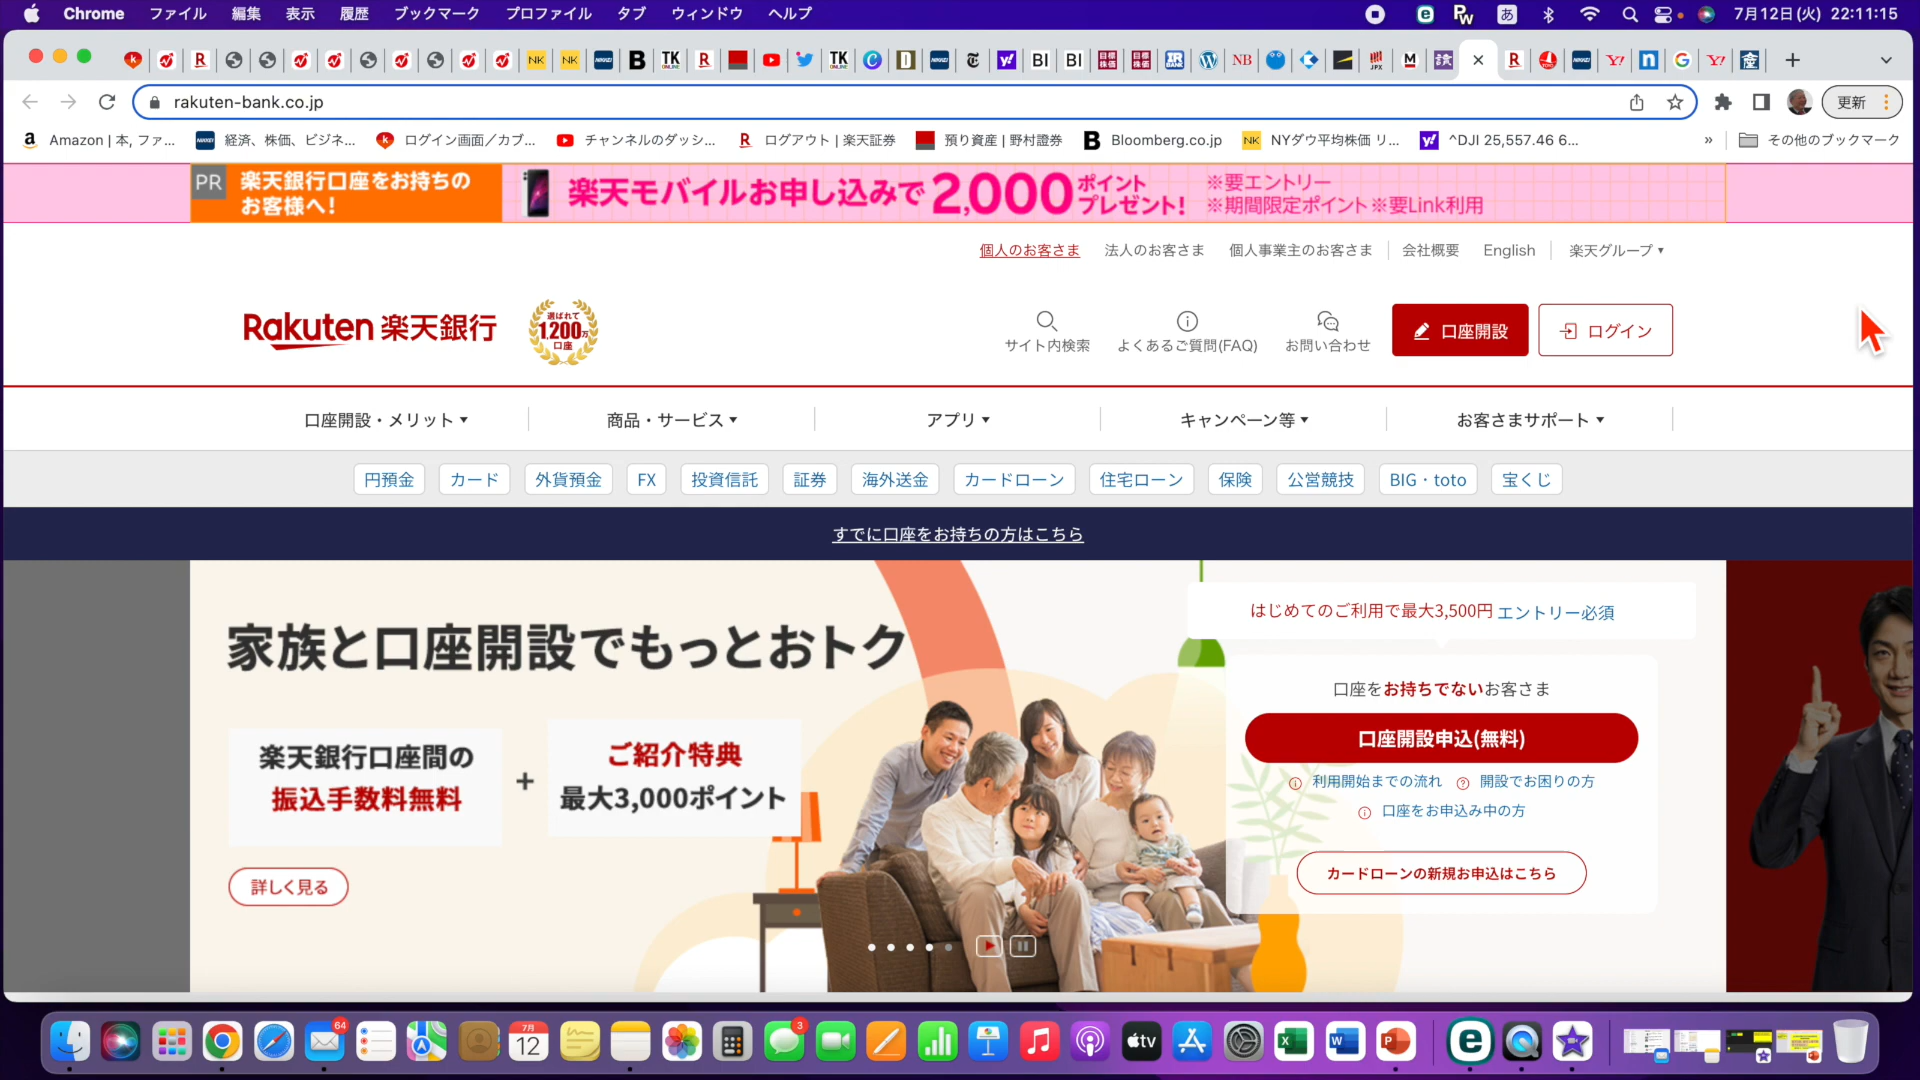 Chrome ファイル 編集 表示 履歴 ブックマーク プロファイル タブ ウィンドウ ヘルプ
あ 7月12日(火) 22:11:15
rakuten-bank.co.jp
更新
Amazon | 本, ファ...
経済、株価、ビジネ...
ログイン画面／カブ...
チャンネルのダッシ...
ログアウト | 楽天証券
預り資産 | 野村證券
Bloomberg.co.jp
NYダウ平均株価 リ...
^DJI 25,557.46 6...
»
その他のブックマーク
PR 楽天銀行口座をお持ちの
お客様へ!
楽天モバイルお申し込みで2,000ポイント
プレゼント!
※要エントリー
※期間限定ポイント※要Link利用
個人のお客さま 法人のお客さま 個人事業主のお客さま 会社概要 English 楽天グループ▼
Rakuten 楽天銀行
選ばれて
1,200万
口座
サイト内検索
よくあるご質問(FAQ)
お問い合わせ
口座開設
ログイン
口座開設・メリット▼ 商品・サービス▼ アプリ▼ キャンペーン等▼ お客さまサポート▼
円預金 カード 外貨預金 FX 投資信託 証券 海外送金 カードローン 住宅ローン 保険 公営競技 BIG・toto 宝くじ
すでに口座をお持ちの方はこちら
家族と口座開設でもっとおトク
楽天銀行口座間の
振込手数料無料
+
ご紹介特典
最大3,000ポイント
詳しく見る
はじめてのご利用で最大3,500円 エントリー必須
口座をお持ちでないお客さま
口座開設申込(無料)
利用開始までの流れ
開設でお困りの方
口座をお申込み中の方
カードローンの新規お申込はこちら
64
7月
12
3
tv